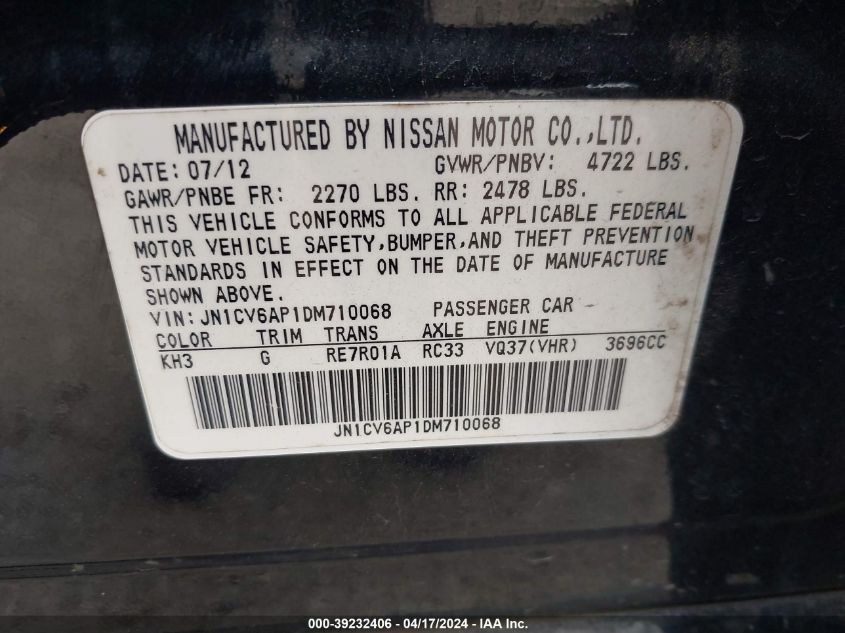 MANUFACTURED BY NISSAN MOTOR CO.,LTD.
DATE: 07/12 GVWR/PNBV: 4722 LBS.
GAWR/PNBE FR: 2270 LBS. RR: 2478 LBS.
THIS VEHICLE CONFORMS TO ALL APPLICABLE FEDERAL
MOTOR VEHICLE SAFETY,BUMPER,AND THEFT PREVENTION
STANDARDS IN EFFECT ON THE DATE OF MANUFACTURE
SHOWN ABOVE.
VIN:JN1CV6AP1DM710068 PASSENGER CAR
COLOR TRIM TRANS AXLE ENGINE
KH3 G RE7R01A RC33 VQ37(VHR) 3696CC
JN1CV6AP1DM710068
000-39232406 - 04/17/2024 - IAA Inc.